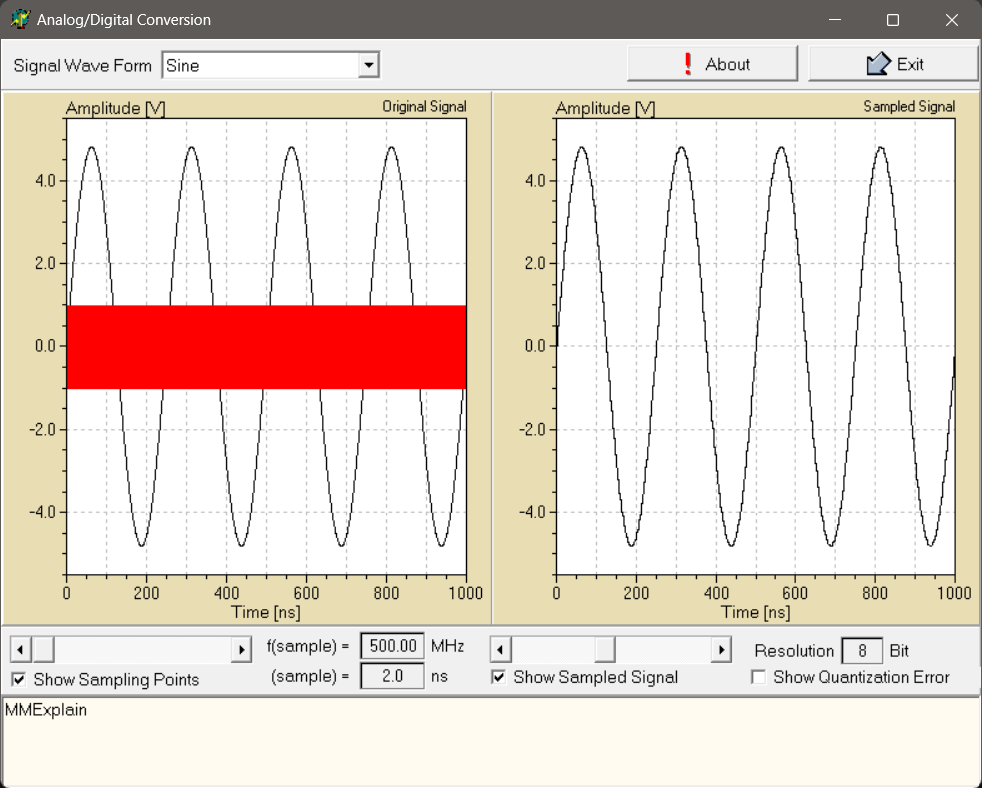 Analog/Digital Conversion
Signal Wave Form Sine About Exit
Amplitude [V] Original Signal
4.0
2.0
0.0
-2.0
-4.0
0 200 400 600 800 1000
Time [ns]
Amplitude [V] Sampled Signal
4.0
2.0
0.0
-2.0
-4.0
0 200 400 600 800 1000
Time [ns]
f(sample) = 500.00 MHz
(sample) = 2.0 ns
Show Sampling Points
Resolution 8 Bit
Show Sampled Signal
Show Quantization Error
MMExplain